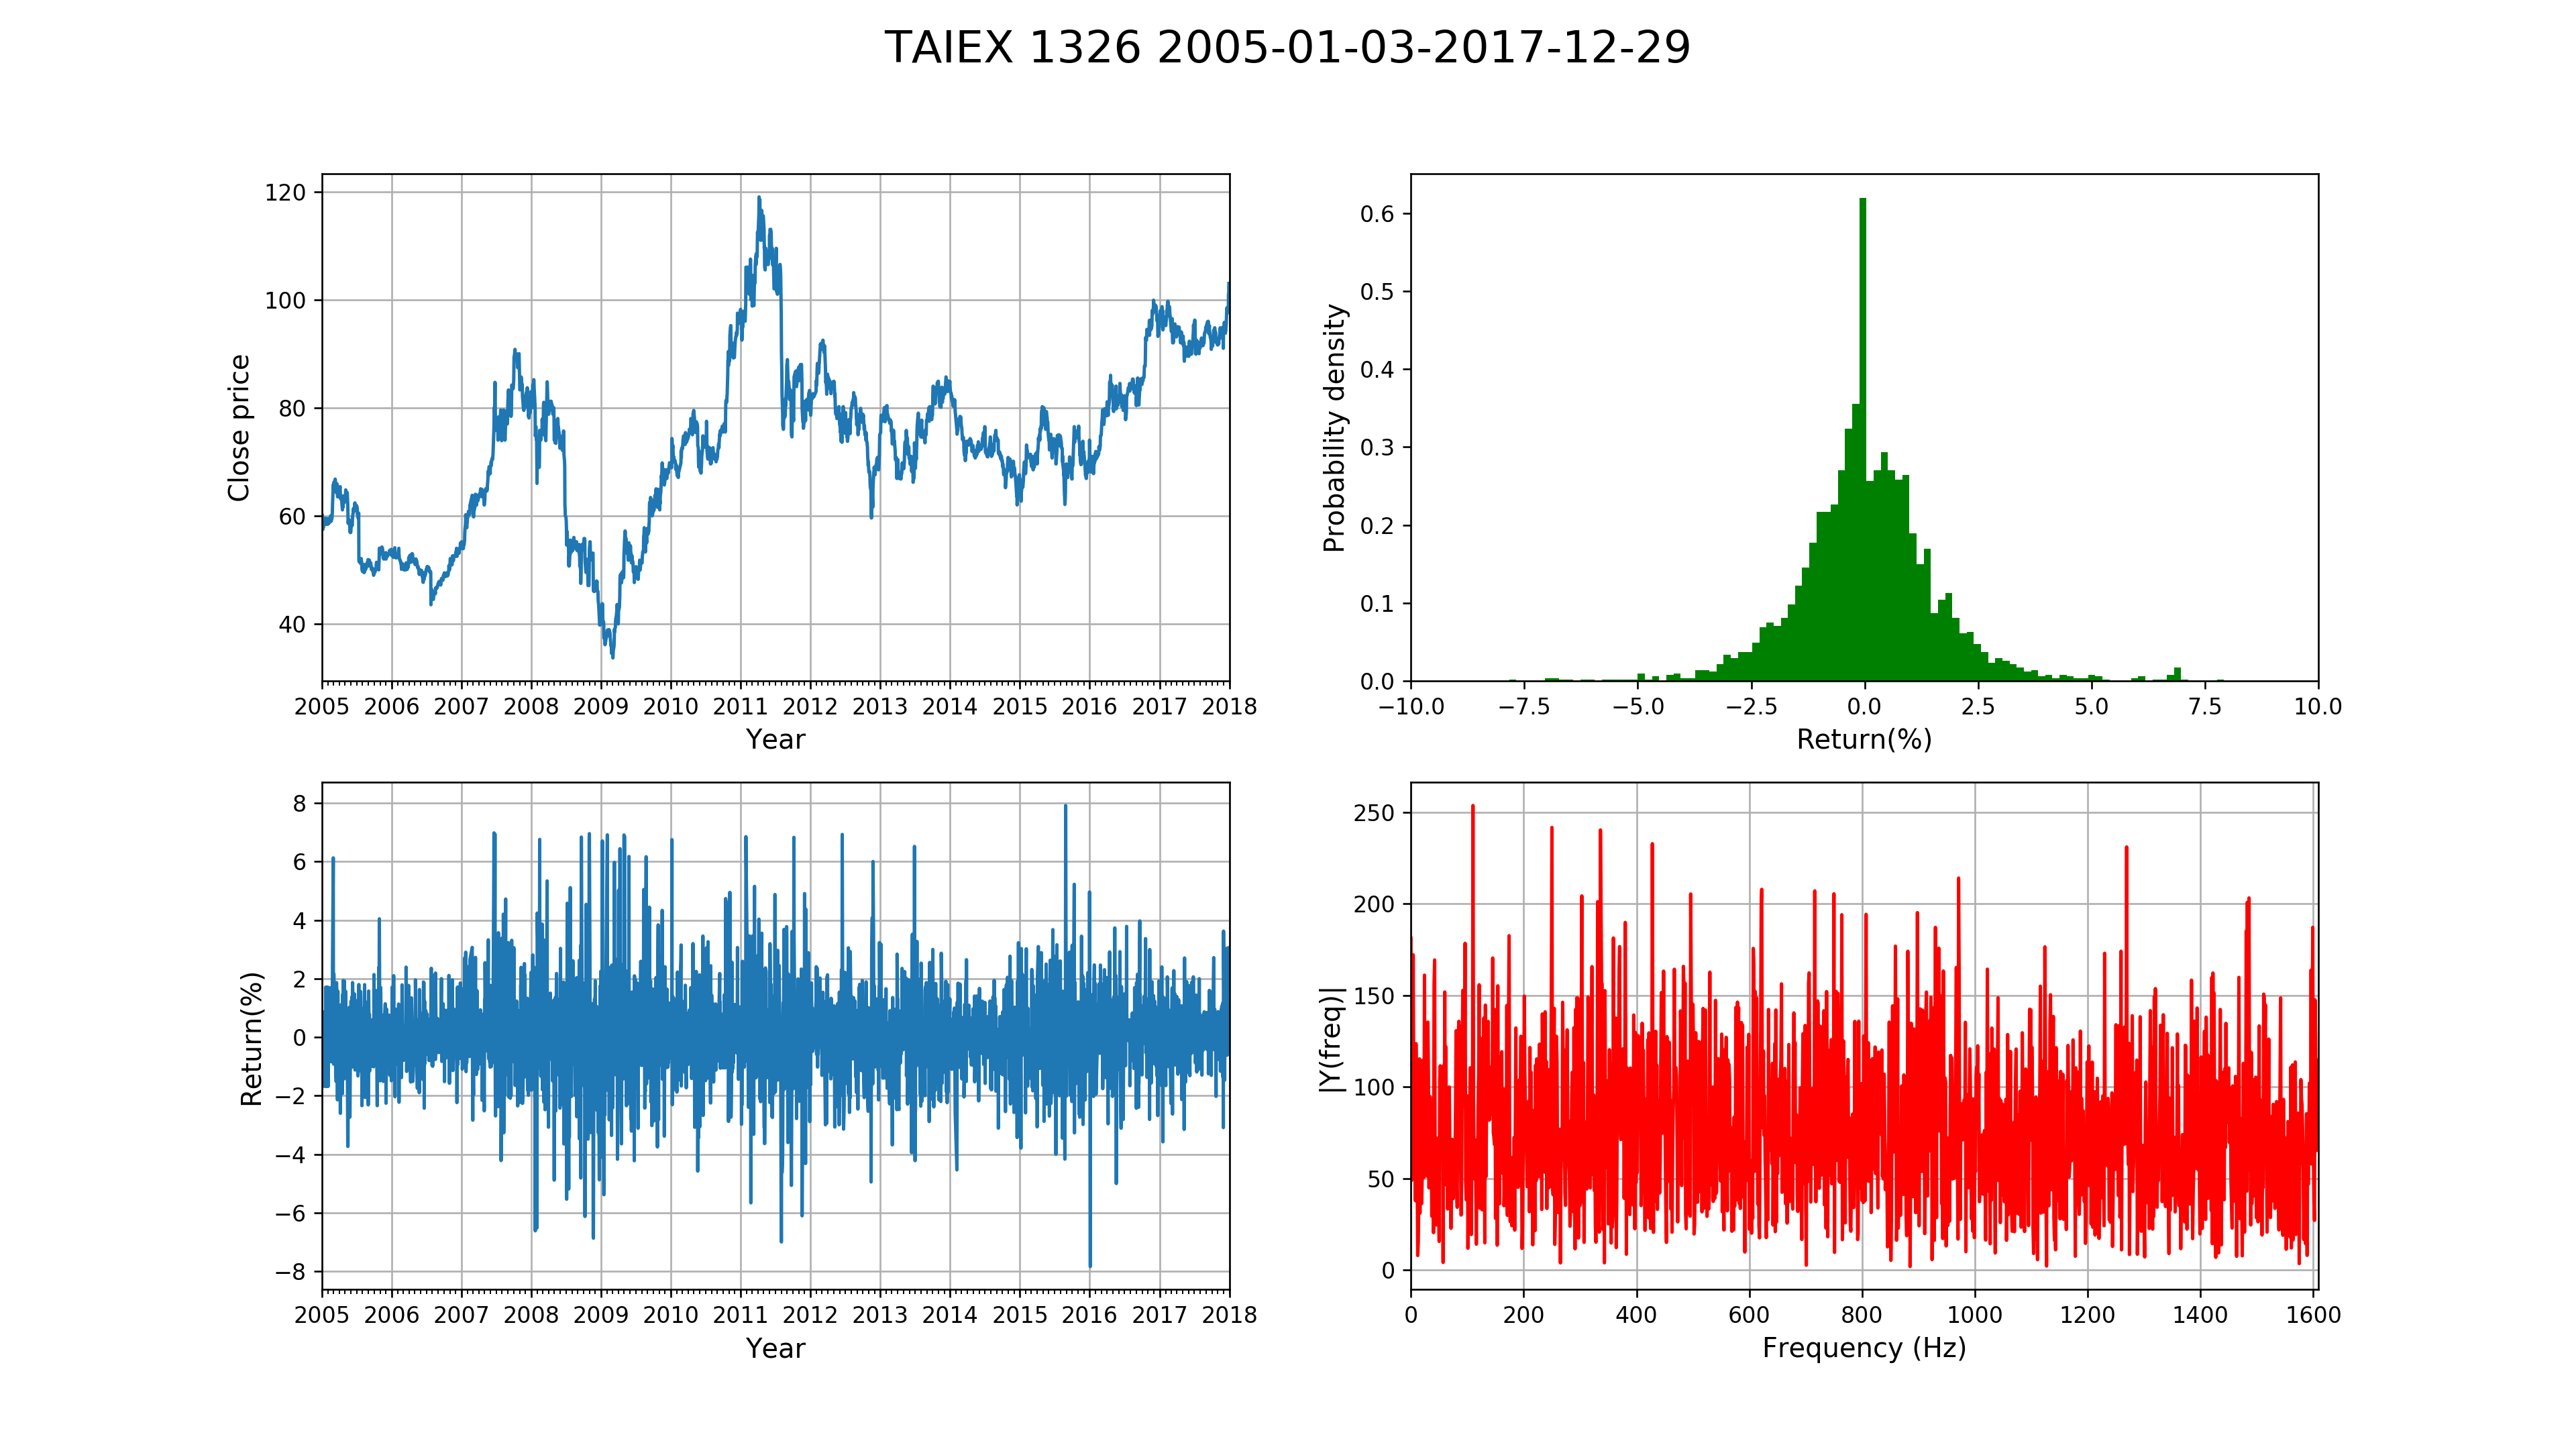 TAIEX 1326 2005-01-03-2017-12-29
Close price
120
100
80
60
40
2005 2006 2007 2008 2009 2010 2011 2012 2013 2014 2015 2016 2017 2018
Year
Probability density
0.6
0.5
0.4
0.3
0.2
0.1
0.0
−10.0 −7.5 −5.0 −2.5 0.0 2.5 5.0 7.5 10.0
Return(%)
Return(%)
8
6
4
2
0
−2
−4
−6
−8
2005 2006 2007 2008 2009 2010 2011 2012 2013 2014 2015 2016 2017 2018
Year
|Y(freq)|
250
200
150
100
50
0
0 200 400 600 800 1000 1200 1400 1600
Frequency (Hz)